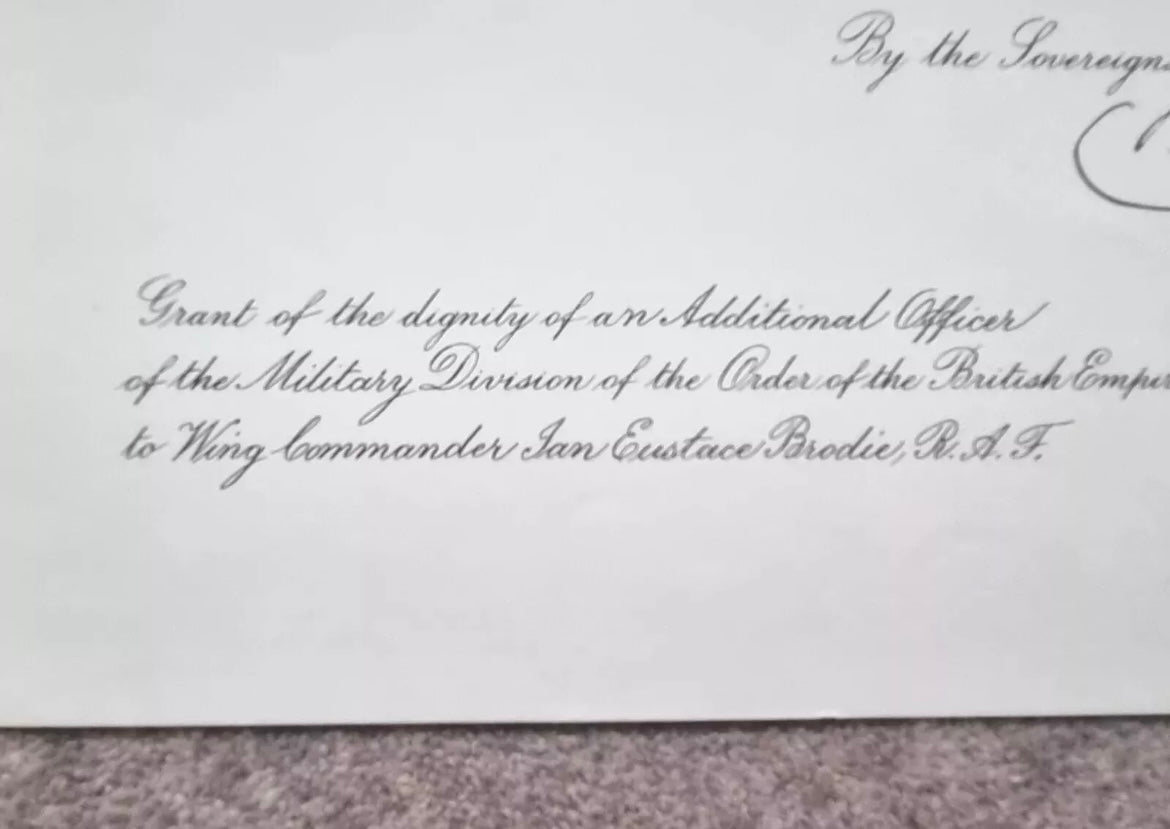 By the Sovereign
Grant of the dignity of an Additional Officer
of the Military Division of the Order of the British
to Wing Commander Ian Eustace Brodie, R.A.F.